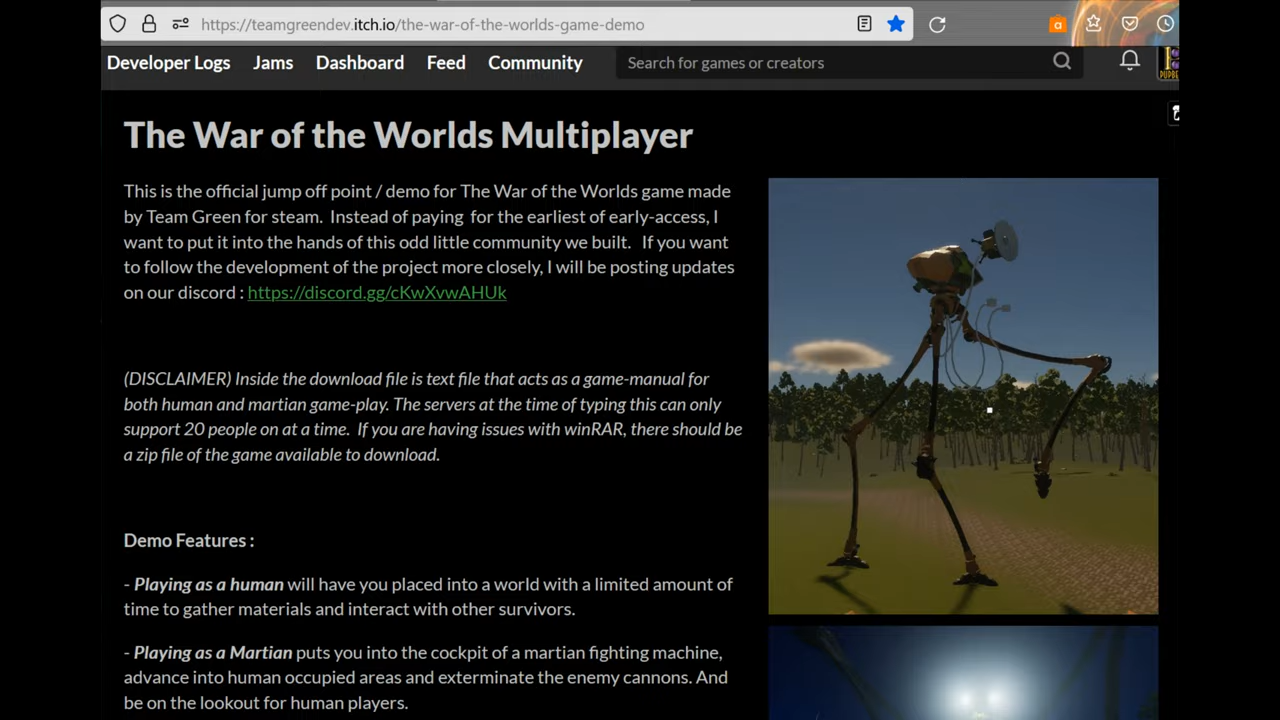 https://teamgreendev.itch.io/the-war-of-the-worlds-game-demo
Developer Logs Jams Dashboard Feed Community Search for games or creators
The War of the Worlds Multiplayer
This is the official jump off point / demo for The War of the Worlds game made
by Team Green for steam. Instead of paying for the earliest of early-access, I
want to put it into the hands of this odd little community we built. If you want
to follow the development of the project more closely, I will be posting updates
on our discord : https://discord.gg/cKwXvwAHUk
(DISCLAIMER) Inside the download file is text file that acts as a game-manual for
both human and martian game-play. The servers at the time of typing this can only
support 20 people on at a time. If you are having issues with winRAR, there should be
a zip file of the game available to download.
Demo Features :
- Playing as a human will have you placed into a world with a limited amount of
time to gather materials and interact with other survivors.
- Playing as a Martian puts you into the cockpit of a martian fighting machine,
advance into human occupied areas and exterminate the enemy cannons. And
be on the lookout for human players.